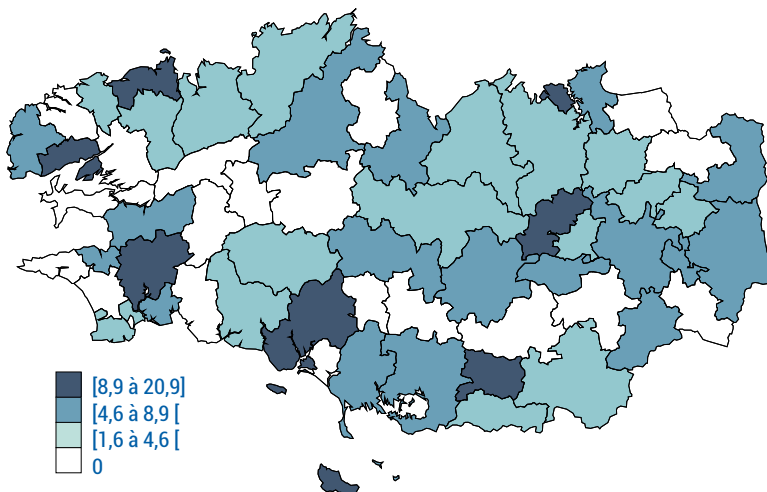 [8,9 à 20,9]
[4,6 à 8,9 [
[1,6 à 4,6 [
0